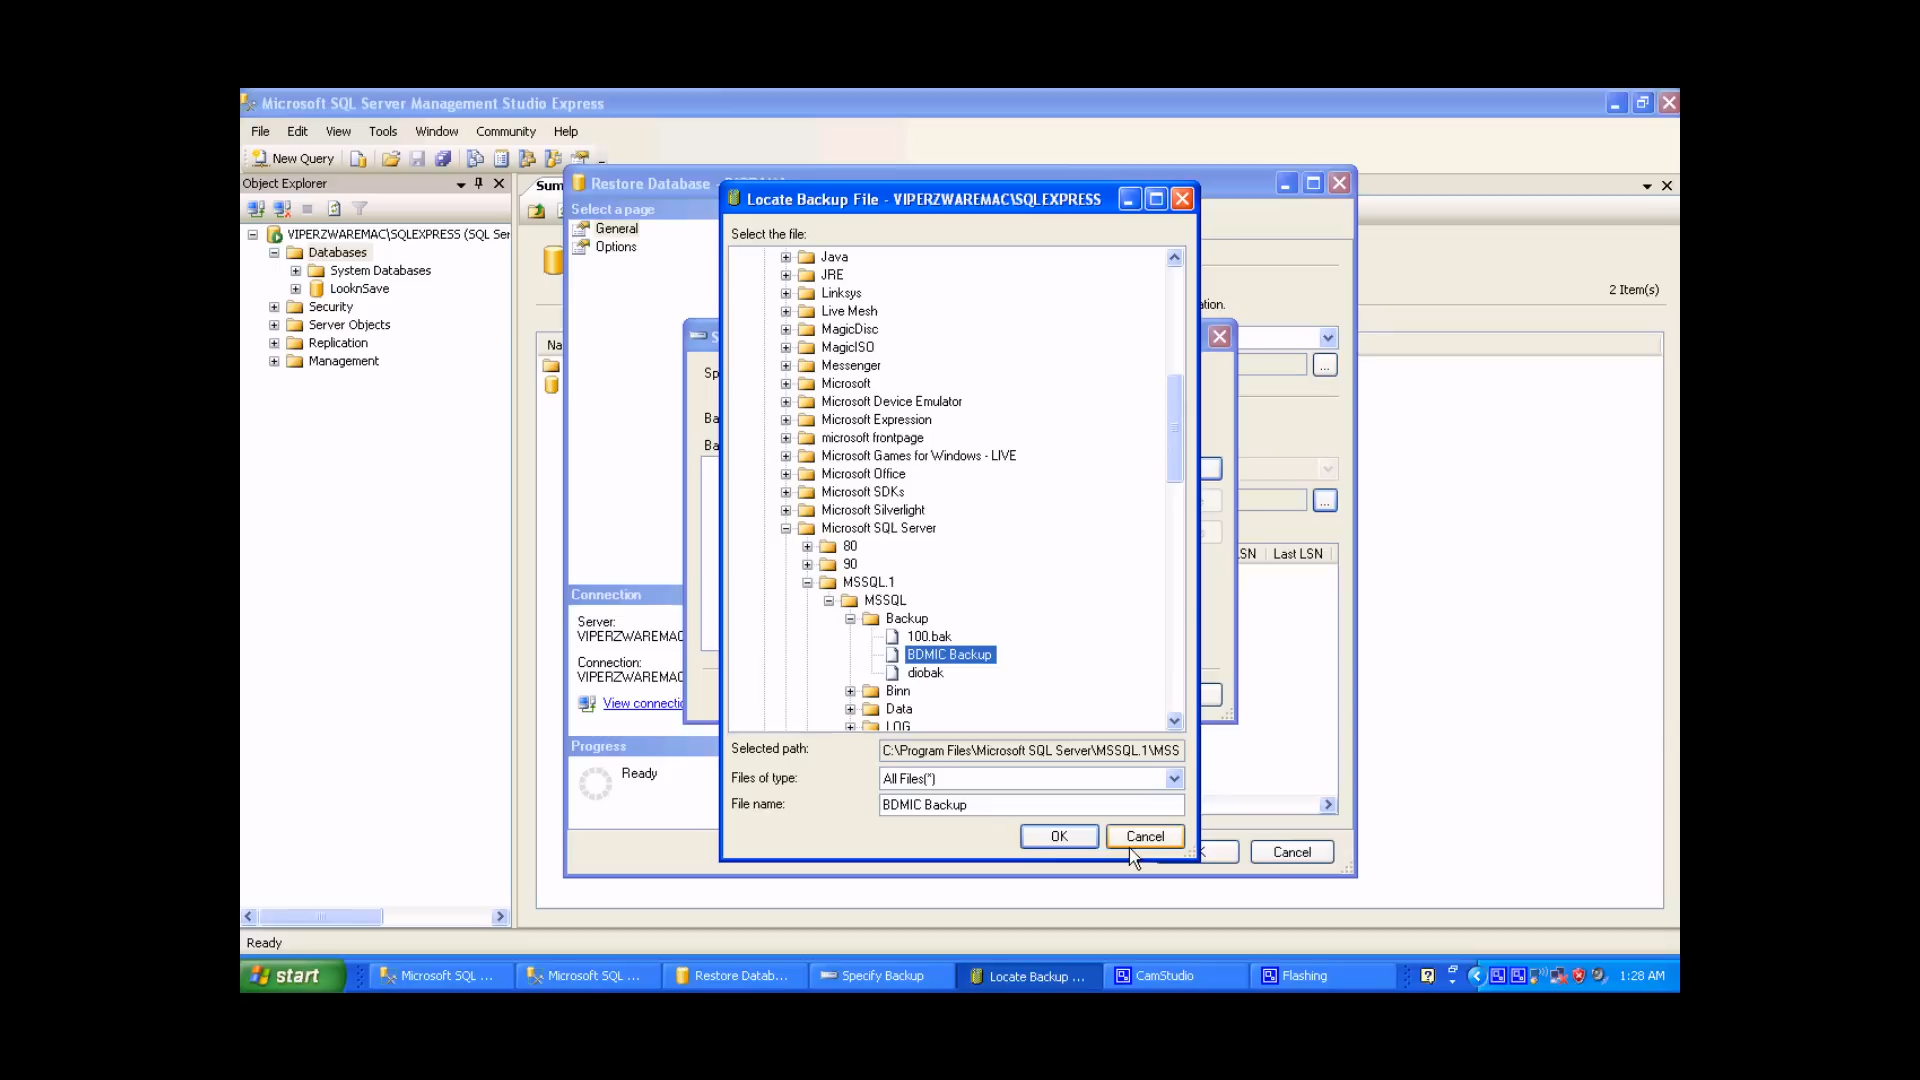 Microsoft SQL Server Management Studio Express
File Edit View Tools Window Community Help
New Query
Object Explorer
VIPERZWAREMAC\SQLEXPRESS (SQL Ser
Databases
System Databases
LooknSave
Security
Server Objects
Replication
Management
Sum
2 Item(s)
Na
Restore Database -
Select a page
General
Options
ation.
Connection
Server:
VIPERZWAREMAC
Connection:
VIPERZWAREMAC
View connecti
Progress
Ready
LSN Last LSN
Cancel
Sp
Ba
Ba
Locate Backup File - VIPERZWAREMAC\SQLEXPRESS
Select the file:
Java
JRE
Linksys
Live Mesh
MagicDisc
MagicISO
Messenger
Microsoft
Microsoft Device Emulator
Microsoft Expression
microsoft frontpage
Microsoft Games for Windows - LIVE
Microsoft Office
Microsoft SDKs
Microsoft Silverlight
Microsoft SQL Server
80
90
MSSQL.1
MSSQL
Backup
100.bak
BDMIC Backup
diobak
Binn
Data
LOG
Selected path: C:\Program Files\Microsoft SQL Server\MSSQL.1\MSS
Files of type: All Files(*)
File name: BDMIC Backup
OK Cancel
Ready
start Microsoft SQL ... Microsoft SQL ... Restore Datab... Specify Backup Locate Backup ... CamStudio Flashing 1:28 AM